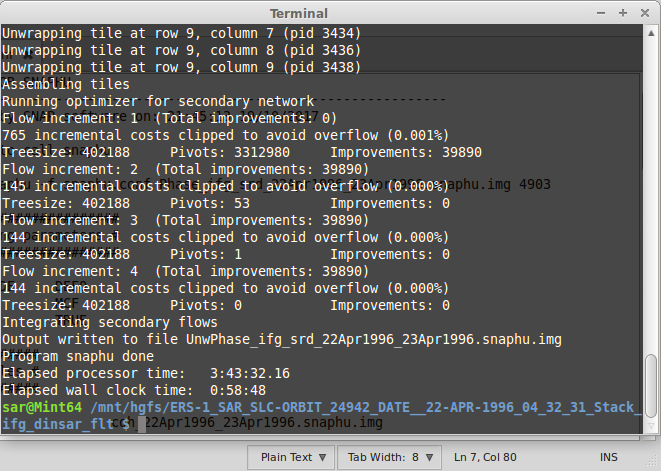 Terminal
Unwrapping tile at row 9, column 7 (pid 3434)
Unwrapping tile at row 9, column 8 (pid 3436)
Unwrapping tile at row 9, column 9 (pid 3438)
Assembling tiles
Running optimizer for secondary network
Flow increment: 1  (Total improvements: 0)
765 incremental costs clipped to avoid overflow (0.001%)
Treesize: 402188     Pivots: 3312980     Improvements: 39890
Flow increment: 2  (Total improvements: 39890)
145 incremental costs clipped to avoid overflow (0.000%)
4903
Treesize: 402188     Pivots: 53          Improvements: 0
Flow increment: 3  (Total improvements: 39890)
144 incremental costs clipped to avoid overflow (0.000%)
Treesize: 402188     Pivots: 1           Improvements: 0
Flow increment: 4  (Total improvements: 39890)
144 incremental costs clipped to avoid overflow (0.000%)
Treesize: 402188     Pivots: 0           Improvements: 0
Integrating secondary flows
Output written to file UnwPhase_ifg_srd_22Apr1996_23Apr1996.snaphu.img
Program snaphu done
Elapsed processor time:   3:43:32.16
Elapsed wall clock time:  0:58:48
sar@Mint64 /mnt/hgfs/ERS-1_SAR_SLC-ORBIT_24942_DATE__22-APR-1996_04_32_31_Stack_
ifg_dinsar_flt $
22Apr1996_23Apr1996.snaphu.img
Plain Text  Tab Width: 8  Ln 7, Col 80  INS